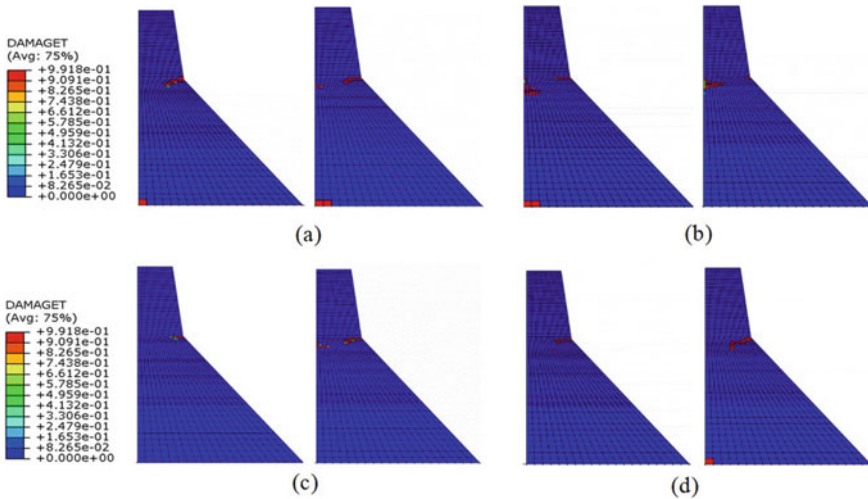 DAMAGET
(Avg: 75%)
+9.918e-01
+9.091e-01
+8.265e-01
+7.438e-01
+6.612e-01
+5.785e-01
+4.959e-01
+4.132e-01
+3.306e-01
+2.479e-01
+1.653e-01
+8.265e-02
+0.000e+00
(a)
(b)
DAMAGET
(Avg: 75%)
+9.918e-01
+9.091e-01
+8.265e-01
+7.438e-01
+6.612e-01
+5.785e-01
+4.959e-01
+4.132e-01
+3.306e-01
+2.479e-01
+1.653e-01
+8.265e-02
+0.000e+00
(c)
(d)